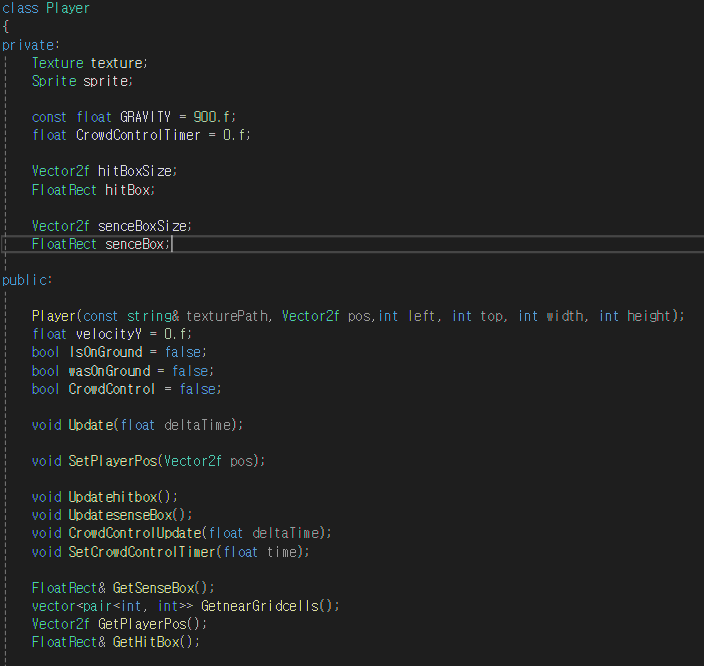 class Player
{
private:
Texture texture;
Sprite sprite;
const float GRAVITY = 900.f;
float CrowdControlTimer = 0.f;
Vector2f hitBoxSize;
FloatRect hitBox;
Vector2f senceBoxSize;
FloatRect senceBox;
public:
Player(const string& texturePath, Vector2f pos,int left, int top, int width, int height);
float velocityY = 0.f;
bool IsOnGround = false;
bool wasOnGround = false;
bool CrowdControl = false;
void Update(float deltaTime);
void SetPlayerPos(Vector2f pos);
void Updatehitbox();
void UpdatesenseBox();
void CrowdControlUpdate(float deltaTime);
void SetCrowdControlTimer(float time);
FloatRect& GetSenseBox();
vector<pair<int, int>> GetnearGridcells();
Vector2f GetPlayerPos();
FloatRect& GetHitBox();